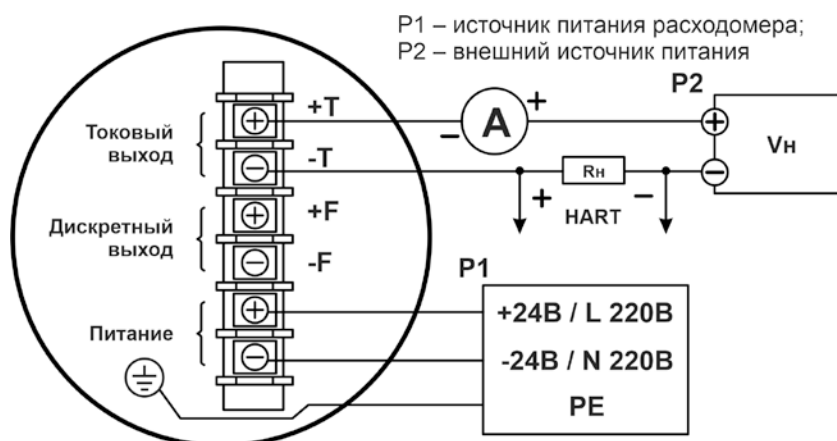 P1 – источник питания расходомера;
P2 – внешний источник питания
Токовый
выход
Дискретный
выход
Питание
+T
-T
+F
-F
–
A
+
P2
+
–
Vн
Rн
+
HART
–
P1
+24В / L 220В
-24В / N 220В
PE